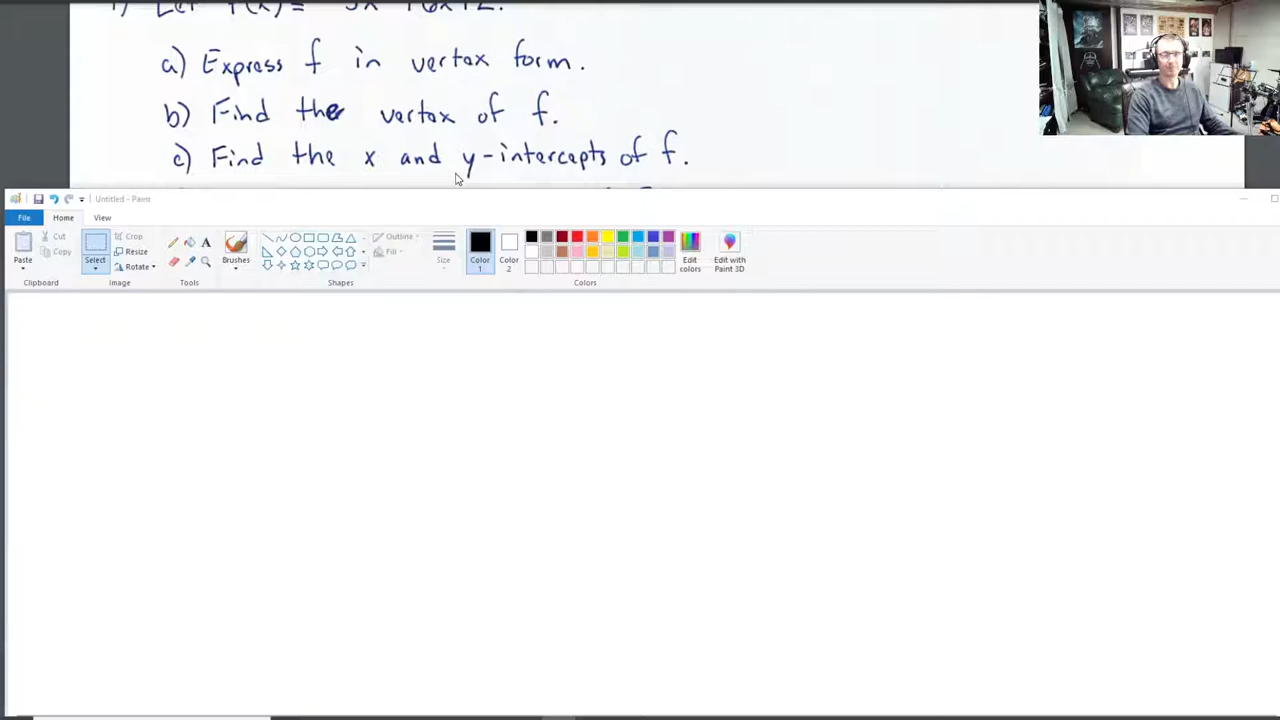 a) Express f in vertex form.
b) Find the vertex of f.
c) Find the x and y-intercepts of f.
Untitled - Paint
File Home View
Paste
Cut
Copy
Clipboard
Select
Crop
Resize
Rotate
Image
A
Tools
Brushes
Outline
Fill
Shapes
Size
Color 1
Color 2
Edit colors
Edit with Paint 3D
Colors